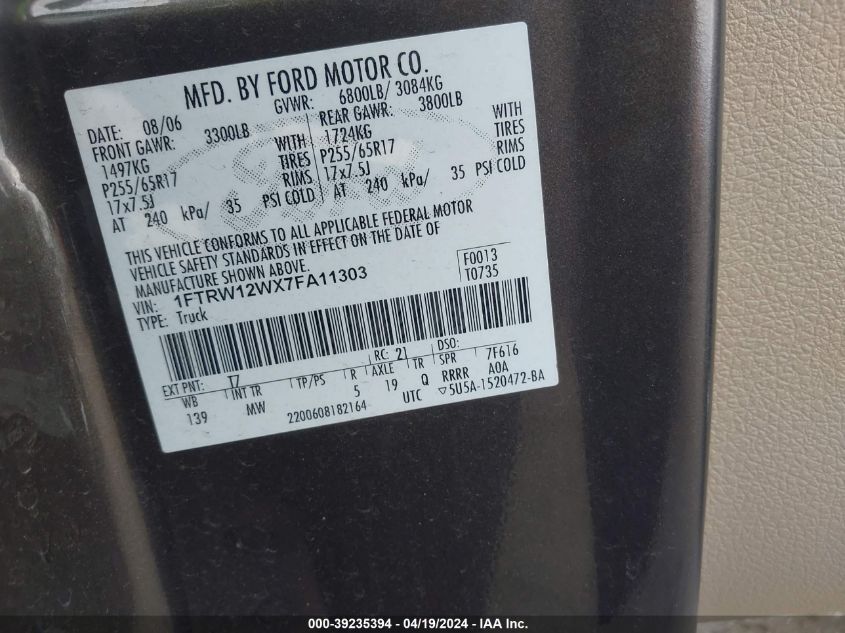 MFD. BY FORD MOTOR CO.
DATE: 08/06 GVWR: 6800LB/ 3084KG
FRONT GAWR: 3300LB REAR GAWR: 3800LB
1497KG WITH 1724KG WITH
P255/65R17 TIRES P255/65R17 TIRES
17x7.5J RIMS 17x7.5J RIMS
AT 240 kPa/ 35 PSI COLD AT 240 kPa/ 35 PSI COLD
THIS VEHICLE CONFORMS TO ALL APPLICABLE FEDERAL MOTOR
VEHICLE SAFETY STANDARDS IN EFFECT ON THE DATE OF
MANUFACTURE SHOWN ABOVE.
VIN: 1FTRW12WX7FA11303 F0013
TYPE: Truck T0735
EXT PNT: T7 RC: 21 DSO:
WB INT TR TP/PS R AXLE TR SPR 7F616
139 MW 5 19 Q RRRR A0A
2200608182164 UTC ▽5U5A-1520472-BA
000-39235394 - 04/19/2024 - IAA Inc.